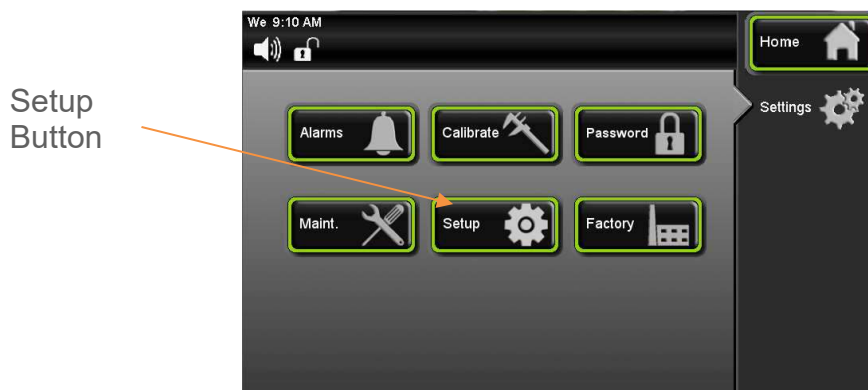 We 9:10 AM
Home
Setup
Button
Settings
Alarms
Calibrate
Password
Maint.
Setup
Factory